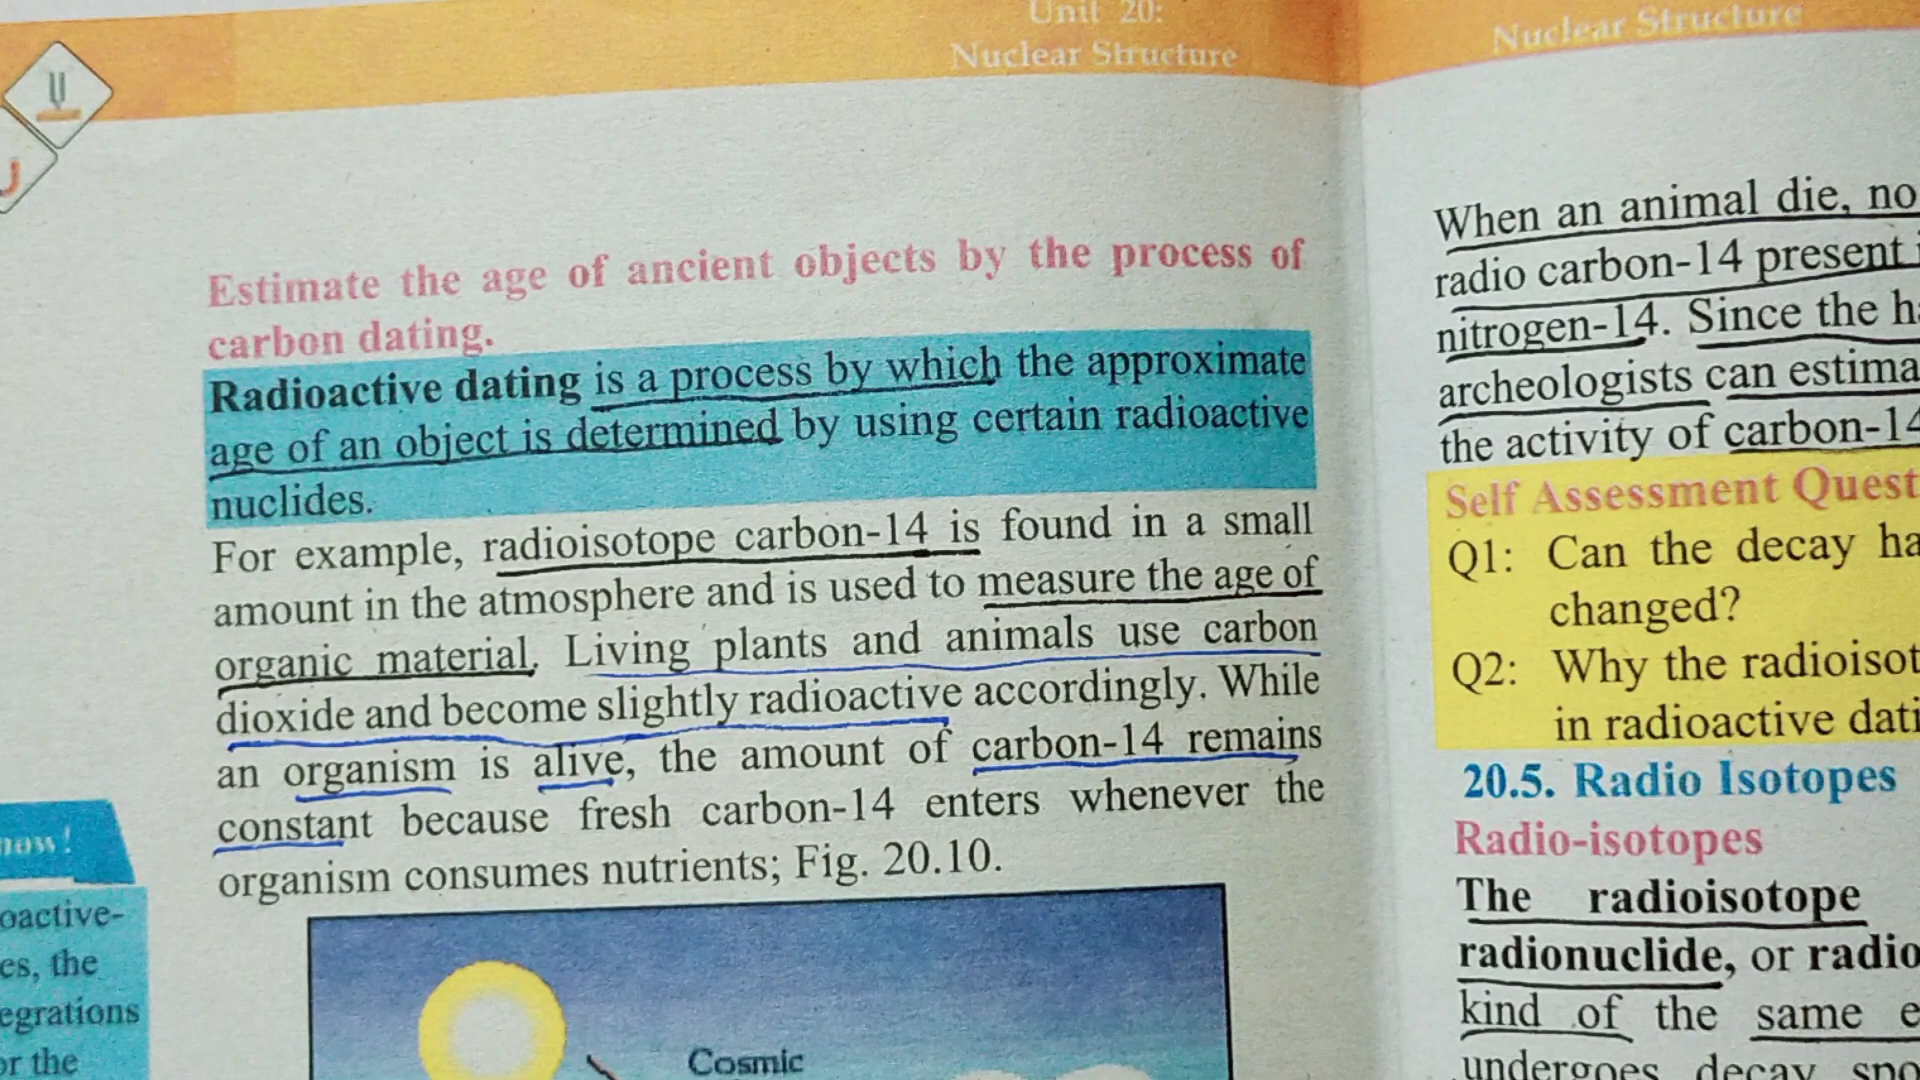 Unit 20:
Nuclear Structure
Estimate the age of ancient objects by the process of
carbon dating.
Radioactive dating is a process by which the approximate
age of an object is determined by using certain radioactive
nuclides.
For example, radioisotope carbon-14 is found in a small
amount in the atmosphere and is used to measure the age of
organic material. Living plants and animals use carbon
dioxide and become slightly radioactive accordingly. While
an organism is alive, the amount of carbon-14 remains
constant because fresh carbon-14 enters whenever the
organism consumes nutrients; Fig. 20.10.
Cosmic
now!
oactive-
es, the
egrations
or the
Nuclear Structure
When an animal die, no
radio carbon-14 present
nitrogen-14. Since the
archeologists can estima
the activity of carbon-14
Self Assessment Quest
Q1: Can the decay ha
changed?
Q2: Why the radioisot
in radioactive dati
20.5. Radio Isotopes
Radio-isotopes
The radioisotope
radionuclide, or radio
kind of the same e
undergoes decay spo